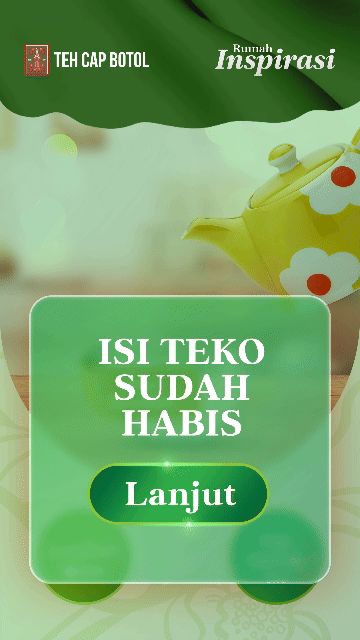 TEH CAP BOTOL
Rumah
Inspirasi
ISI TEKO
SUDAH
HABIS
Lanjut